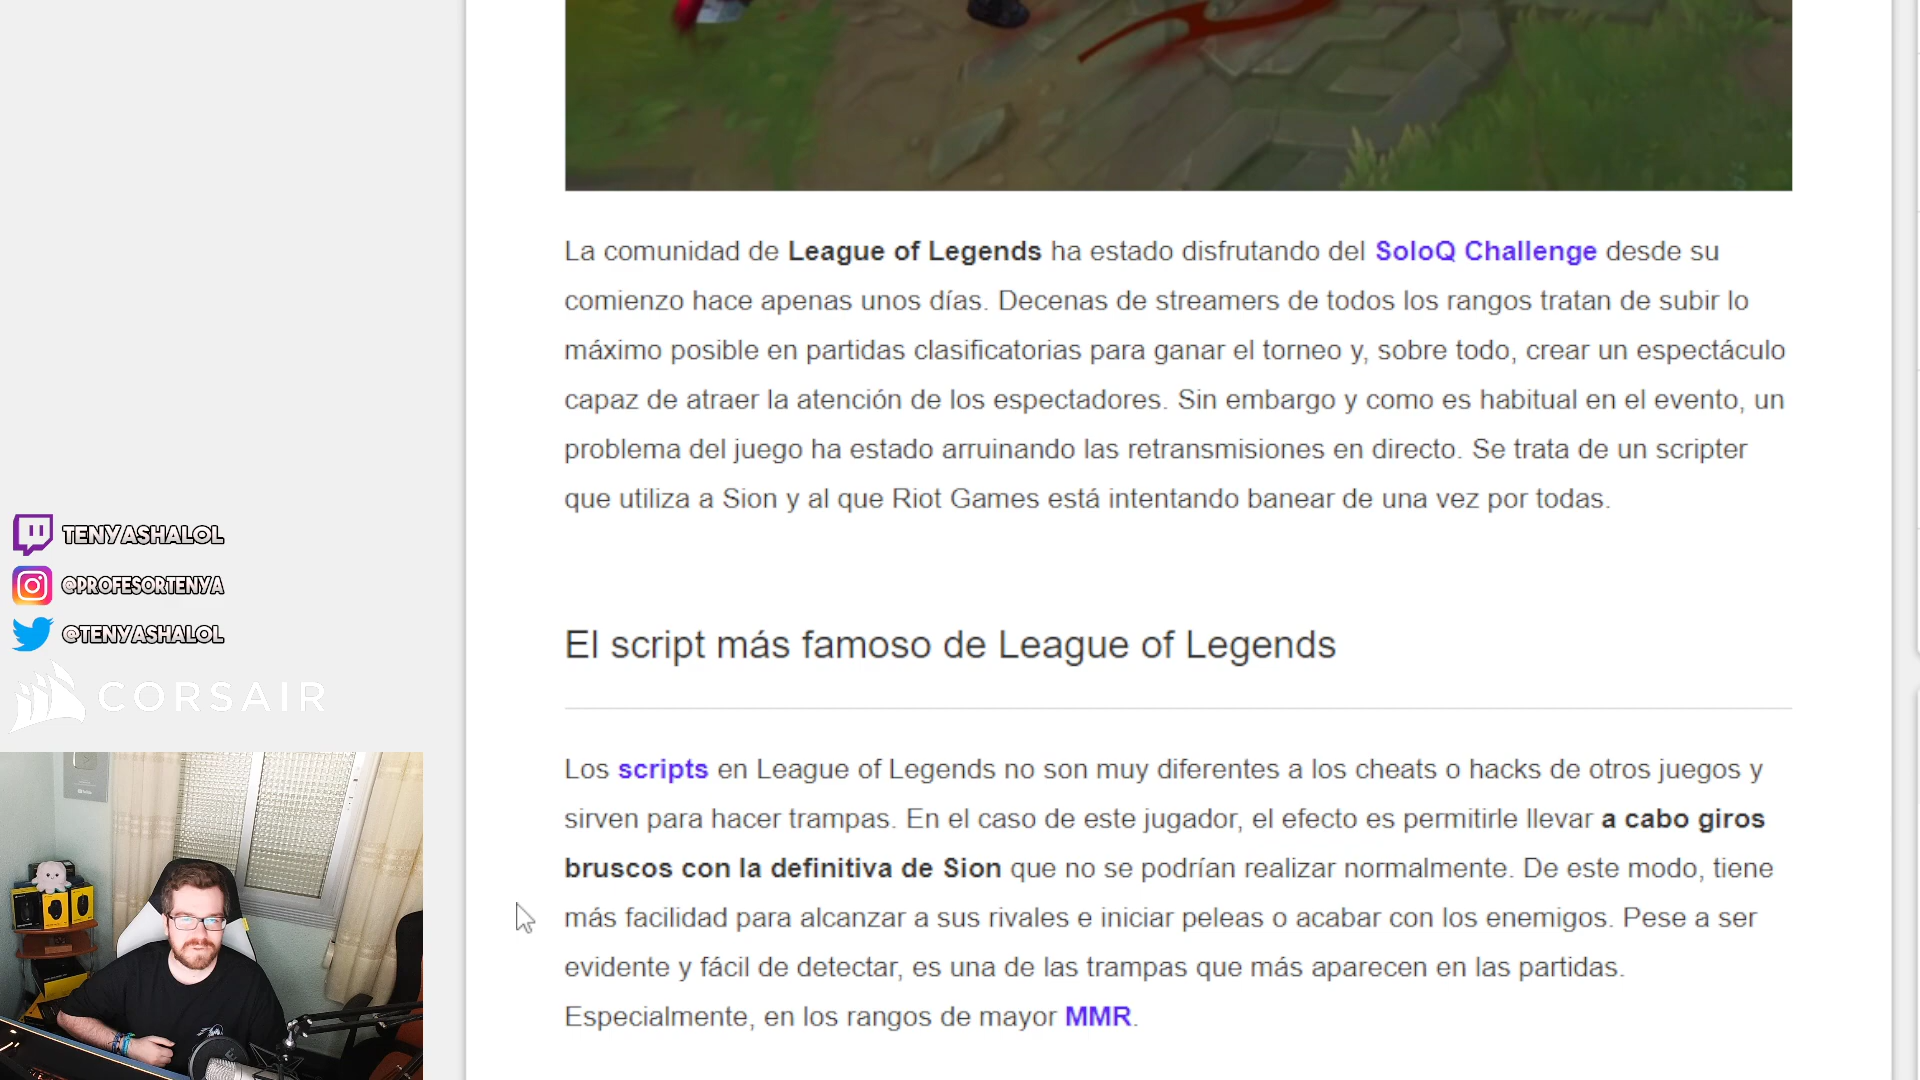 La comunidad de League of Legends ha estado disfrutando del SoloQ Challenge desde su
comienzo hace apenas unos días. Decenas de streamers de todos los rangos tratan de subir lo
máximo posible en partidas clasificatorias para ganar el torneo y, sobre todo, crear un espectáculo
capaz de atraer la atención de los espectadores. Sin embargo y como es habitual en el evento, un
problema del juego ha estado arruinando las retransmisiones en directo. Se trata de un scripter
que utiliza a Sion y al que Riot Games está intentando banear de una vez por todas.
TENYASHALOL
@PROFESORTENYA
@TENYASHALOL
CORSAIR
El script más famoso de League of Legends
Los scripts en League of Legends no son muy diferentes a los cheats o hacks de otros juegos y
sirven para hacer trampas. En el caso de este jugador, el efecto es permitirle llevar a cabo giros
bruscos con la definitiva de Sion que no se podrían realizar normalmente. De este modo, tiene
más facilidad para alcanzar a sus rivales e iniciar peleas o acabar con los enemigos. Pese a ser
evidente y fácil de detectar, es una de las trampas que más aparecen en las partidas.
Especialmente, en los rangos de mayor MMR.